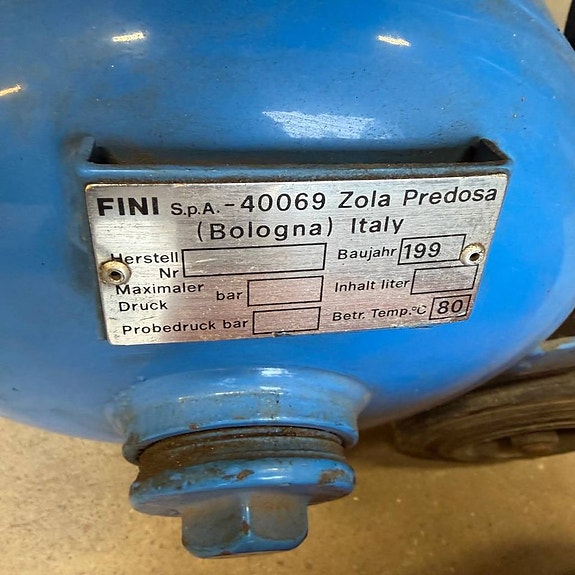 FINI S.p.A. - 40069 Zola Predosa
(Bologna) Italy
Herstell Nr
Baujahr 199
Maximaler Druck bar
Inhalt liter
Probedruck bar
Betr. Temp. °C 80